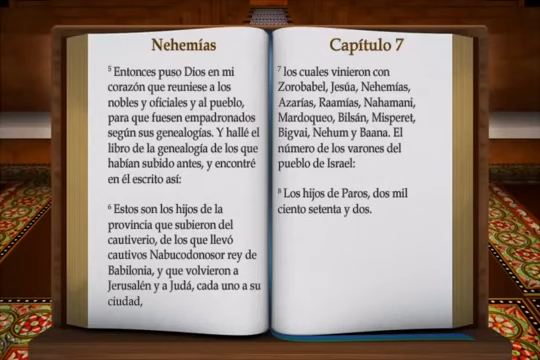 Nehemías
⁵ Entonces puso Dios en mi
corazón que reuniese a los
nobles y oficiales y al pueblo,
para que fuesen empadronados
según sus genealogías. Y hallé el
libro de la genealogía de los que
habían subido antes, y encontré
en él escrito así:
⁶ Estos son los hijos de la
provincia que subieron del
cautiverio, de los que llevó
cautivos Nabucodonosor rey de
Babilonia, y que volvieron a
Jerusalén y a Judá, cada uno a su
ciudad,
Capítulo 7
⁷ los cuales vinieron con
Zorobabel, Jesúa, Nehemías,
Azarías, Raamías, Nahamani,
Mardoqueo, Bilsán, Misperet,
Bigvai, Nehum y Baana. El
número de los varones del
pueblo de Israel:
⁸ Los hijos de Paros, dos mil
ciento setenta y dos.